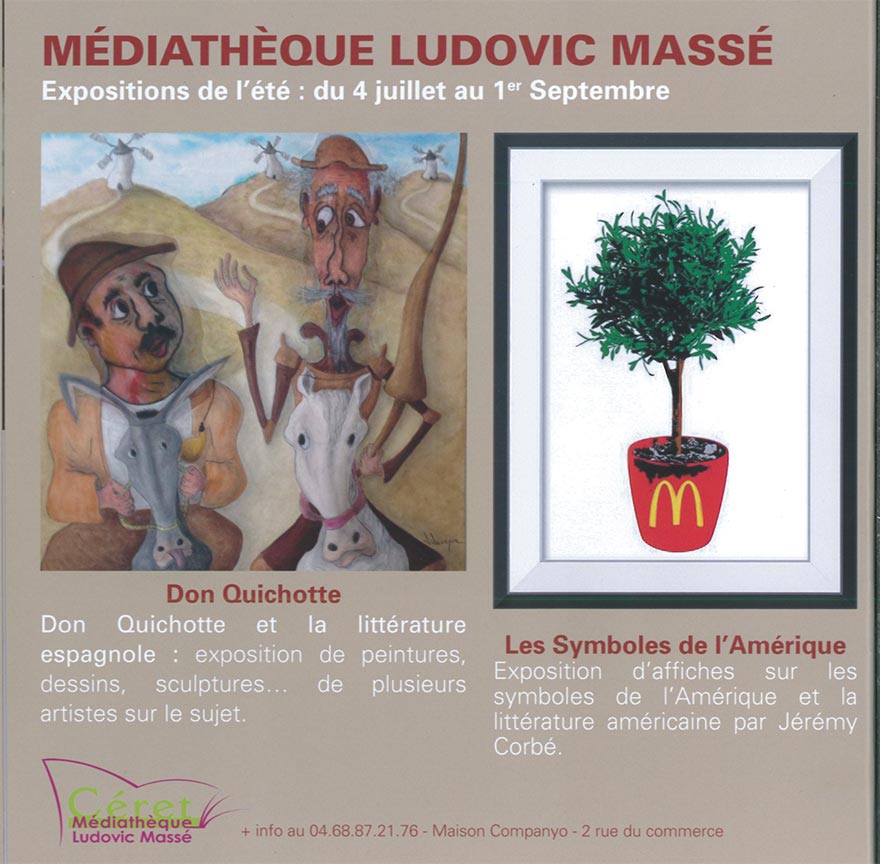 MÉDIATHÈQUE LUDOVIC MASSÉ
Expositions de l'été : du 4 juillet au 1er Septembre
Don Quichotte
Don Quichotte et la littérature
espagnole : exposition de peintures,
dessins, sculptures... de plusieurs
artistes sur le sujet.
Les Symboles de l'Amérique
Exposition d'affiches sur les
symboles de l'Amérique et la
littérature américaine par Jérémy
Corbé.
Céret
Médiathèque
Ludovic Massé
+ info au 04.68.87.21.76 - Maison Companyo - 2 rue du commerce